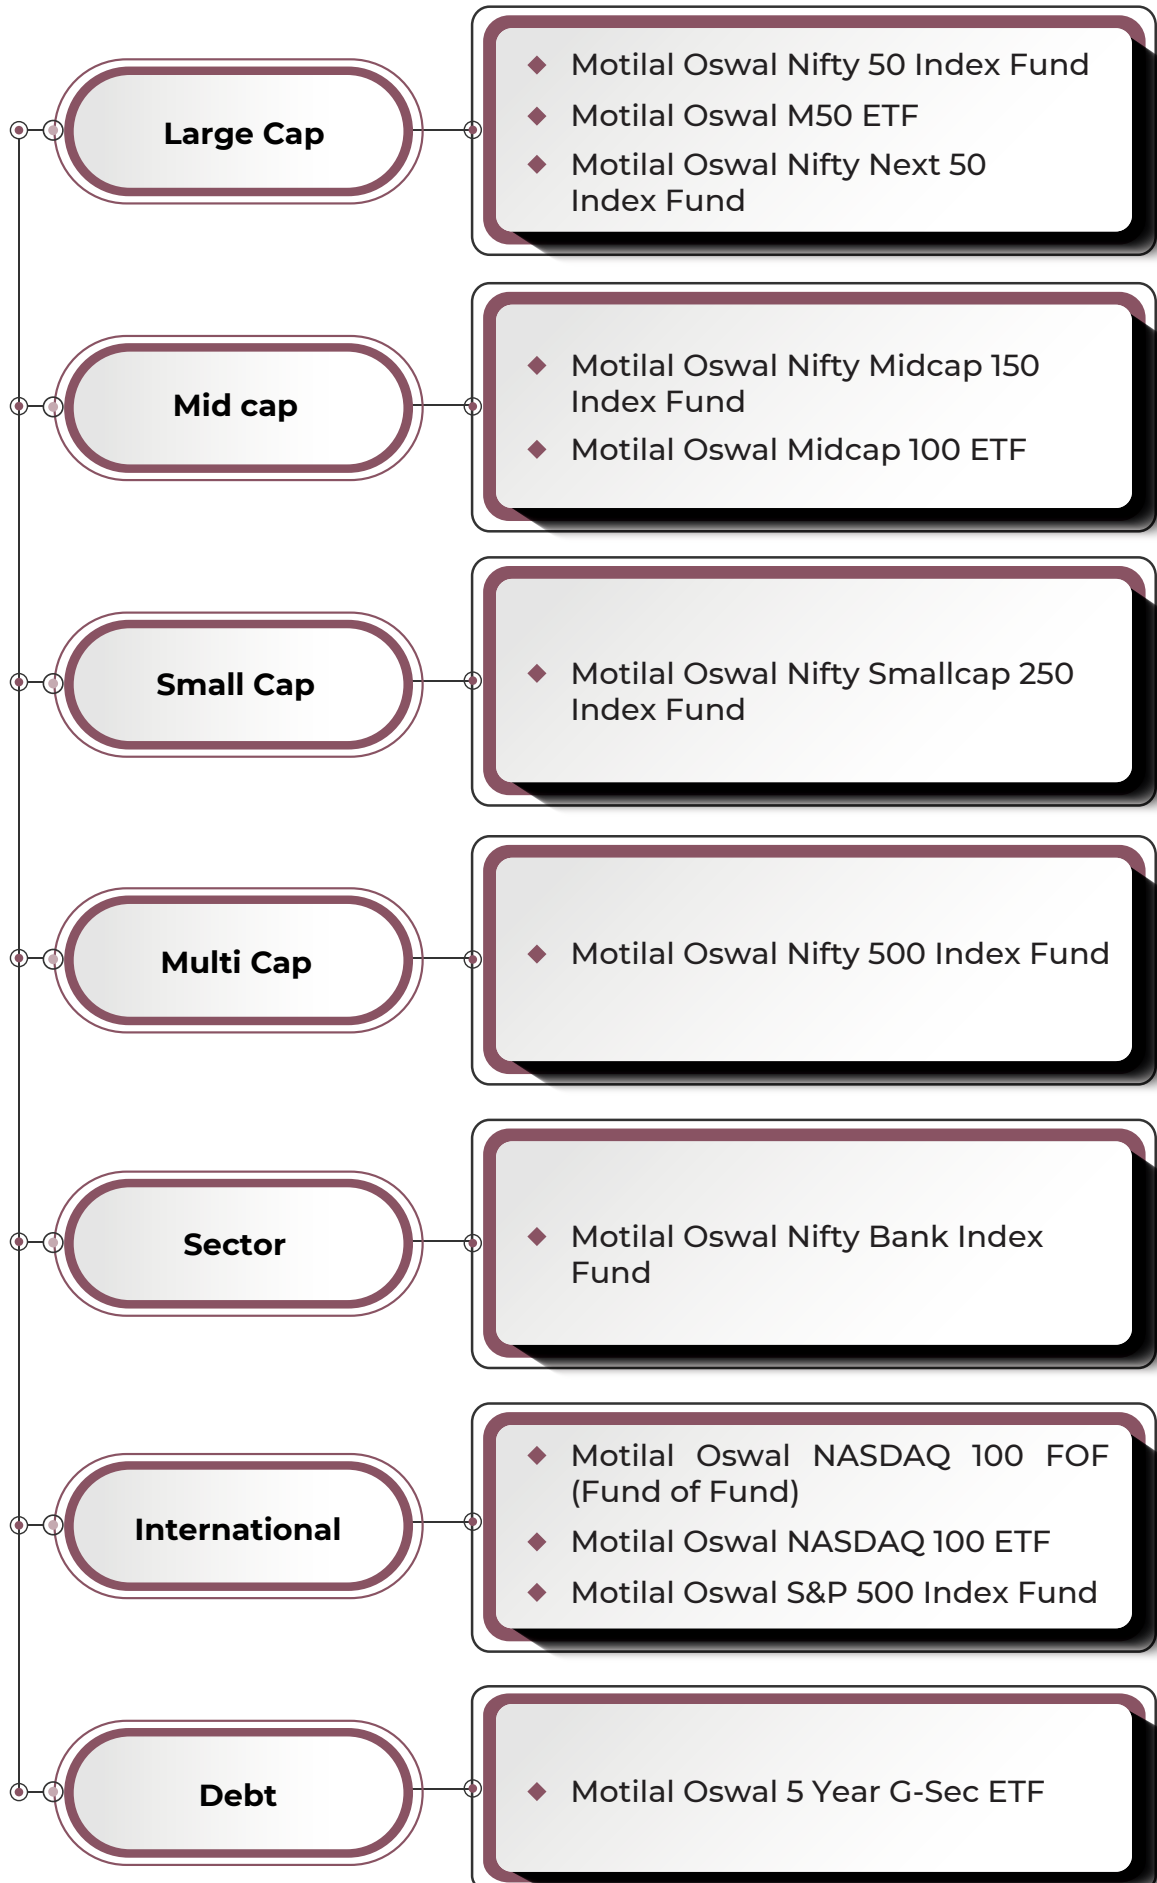 Large Cap
Motilal Oswal Nifty 50 Index Fund
Motilal Oswal M50 ETF
Motilal Oswal Nifty Next 50
Index Fund
Mid cap
Motilal Oswal Nifty Midcap 150
Index Fund
Motilal Oswal Midcap 100 ETF
Small Cap
Motilal Oswal Nifty Smallcap 250
Index Fund
Multi Cap
Motilal Oswal Nifty 500 Index Fund
Sector
Motilal Oswal Nifty Bank Index
Fund
International
Motilal Oswal NASDAQ 100 FOF
(Fund of Fund)
Motilal Oswal NASDAQ 100 ETF
Motilal Oswal S&P 500 Index Fund
Debt
Motilal Oswal 5 Year G-Sec ETF